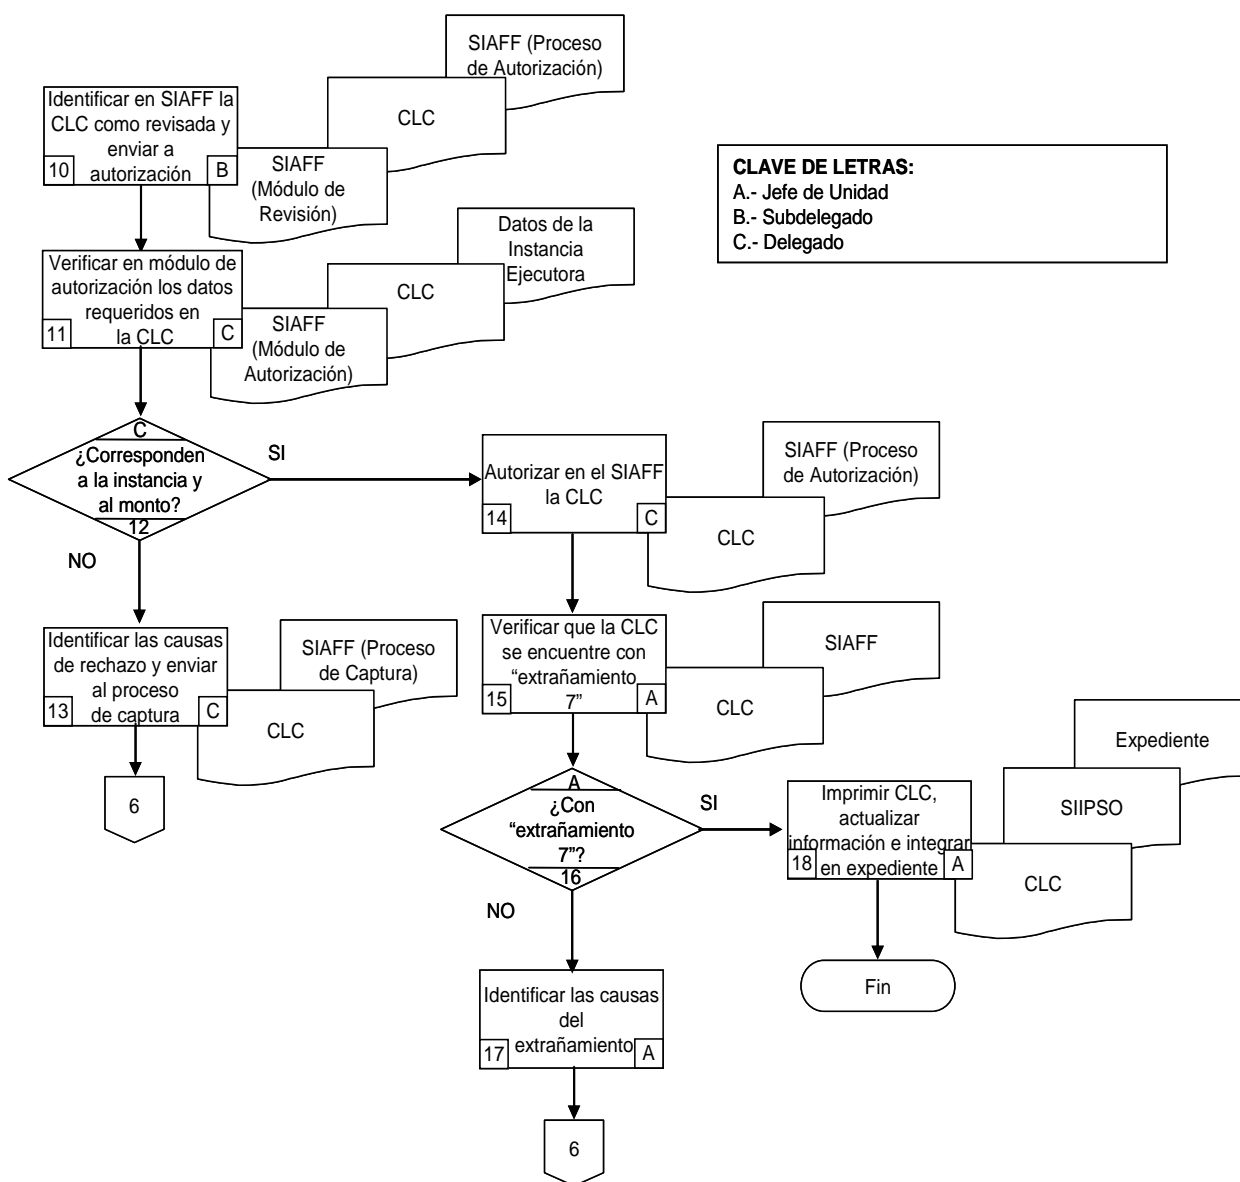 SIAFF (Proceso
de Autorización)
CLC
Identificar en SIAFF la
CLC como revisada y
enviar a
autorización
10
B
SIAFF
(Módulo de
Revisión)
CLAVE DE LETRAS:
A.- Jefe de Unidad
B.- Subdelegado
C.- Delegado
Datos de la
Instancia
Ejecutora
CLC
Verificar en módulo de
autorización los datos
requeridos en
la CLC
11
C
SIAFF
(Módulo de
Autorización)
C
¿Corresponden
a la instancia y
al monto?
12
SI
NO
Autorizar en el SIAFF
la CLC
14
C
SIAFF (Proceso
de Autorización)
CLC
Identificar las causas
de rechazo y enviar
al proceso
de captura
13
C
SIAFF (Proceso
de Captura)
CLC
6
Verificar que la CLC
se encuentre con
“extrañamiento
7”
15
A
SIAFF
CLC
A
¿Con
“extrañamiento
7”?
16
SI
NO
Imprimir CLC,
actualizar
información e integrar
en expediente
18
A
Expediente
SIIPSO
CLC
Fin
Identificar las causas
del
extrañamiento
17
A
6